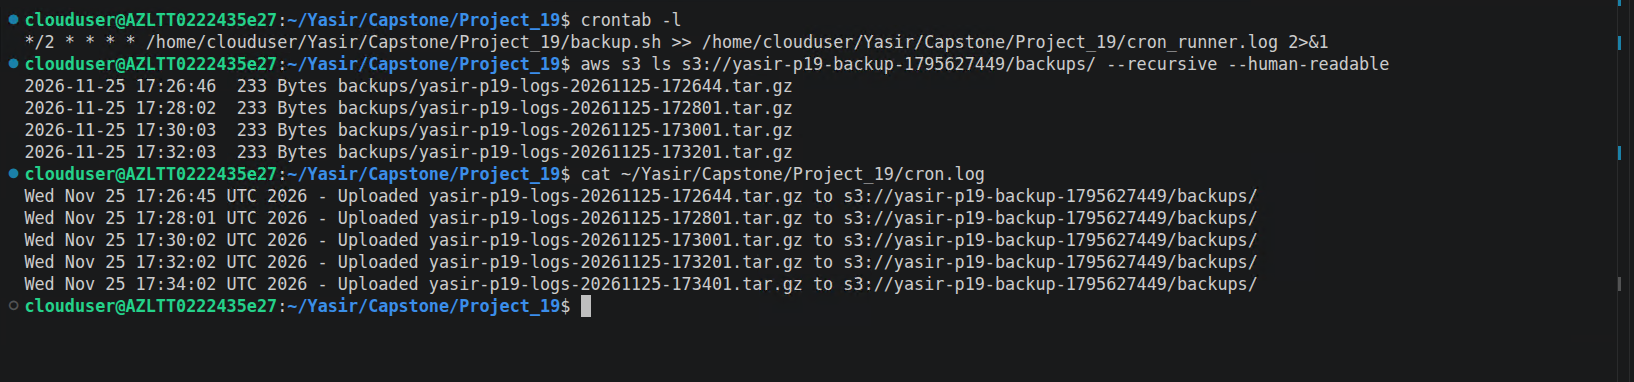 clouduser@AZLTT0222435e27:~/Yasir/Capstone/Project_19$ crontab -l
*/2 * * * * /home/clouduser/Yasir/Capstone/Project_19/backup.sh >> /home/clouduser/Yasir/Capstone/Project_19/cron_runner.log 2>&1
clouduser@AZLTT0222435e27:~/Yasir/Capstone/Project_19$ aws s3 ls s3://yasir-p19-backup-1795627449/backups/ --recursive --human-readable
2026-11-25 17:26:46  233 Bytes backups/yasir-p19-logs-20261125-172644.tar.gz
2026-11-25 17:28:02  233 Bytes backups/yasir-p19-logs-20261125-172801.tar.gz
2026-11-25 17:30:03  233 Bytes backups/yasir-p19-logs-20261125-173001.tar.gz
2026-11-25 17:32:03  233 Bytes backups/yasir-p19-logs-20261125-173201.tar.gz
clouduser@AZLTT0222435e27:~/Yasir/Capstone/Project_19$ cat ~/Yasir/Capstone/Project_19/cron.log
Wed Nov 25 17:26:45 UTC 2026 - Uploaded yasir-p19-logs-20261125-172644.tar.gz to s3://yasir-p19-backup-1795627449/backups/
Wed Nov 25 17:28:01 UTC 2026 - Uploaded yasir-p19-logs-20261125-172801.tar.gz to s3://yasir-p19-backup-1795627449/backups/
Wed Nov 25 17:30:02 UTC 2026 - Uploaded yasir-p19-logs-20261125-173001.tar.gz to s3://yasir-p19-backup-1795627449/backups/
Wed Nov 25 17:32:02 UTC 2026 - Uploaded yasir-p19-logs-20261125-173201.tar.gz to s3://yasir-p19-backup-1795627449/backups/
Wed Nov 25 17:34:02 UTC 2026 - Uploaded yasir-p19-logs-20261125-173401.tar.gz to s3://yasir-p19-backup-1795627449/backups/
clouduser@AZLTT0222435e27:~/Yasir/Capstone/Project_19$